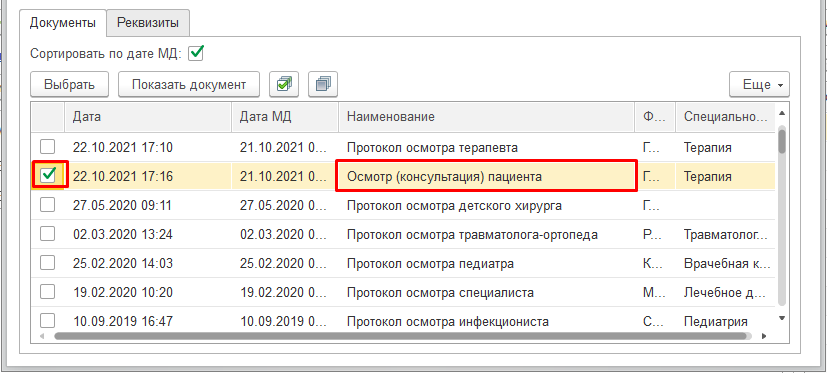 Документы Реквизиты
Сортировать по дате МД:
Выбрать Показать документ Еще
Дата Дата МД Наименование Ф... Специально...
22.10.2021 17:10 21.10.2021 0... Протокол осмотра терапевта Г... Терапия
22.10.2021 17:16 21.10.2021 0... Осмотр (консультация) пациента Г... Терапия
27.05.2020 09:11 27.05.2020 0... Протокол осмотра детского хирурга Г...
02.03.2020 13:24 02.03.2020 0... Протокол осмотра травматолога-ортопеда Р... Травматолог...
25.02.2020 14:03 25.02.2020 0... Протокол осмотра педиатра К... Врачебная к...
19.02.2020 10:20 19.02.2020 0... Протокол осмотра специалиста М... Лечебное д...
10.09.2019 16:47 10.09.2019 0... Протокол осмотра инфекциониста С... Педиатрия